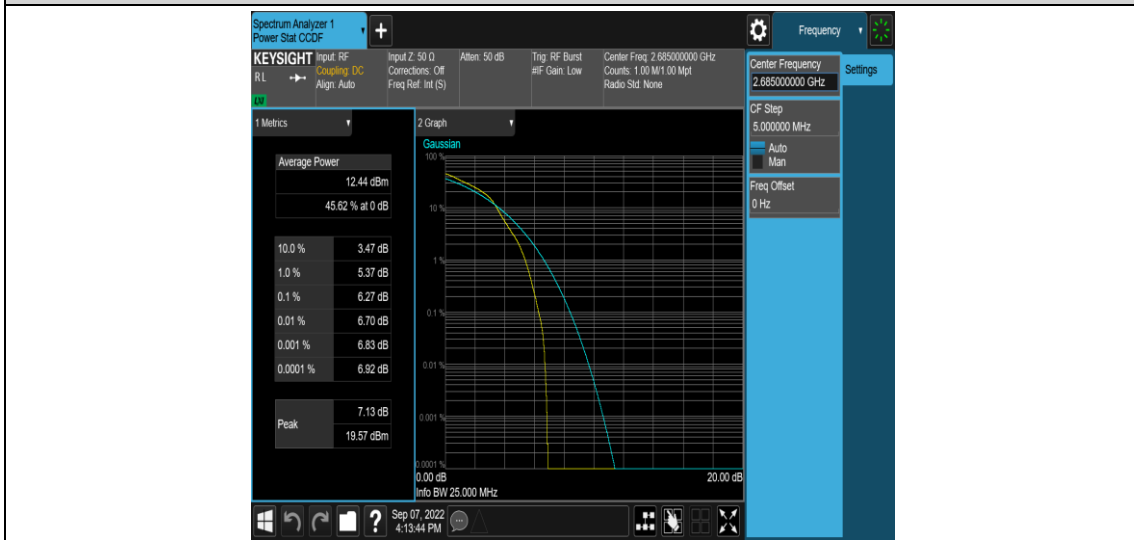 Spectrum Analyzer 1
Power Stat CCDF
+
Frequency
KEYSIGHT
RL
Input: RF
Coupling: DC
Align: Auto
Input Z: 50 Ω
Corrections: Off
Freq Ref: Int (S)
Atten: 50 dB
Trig: RF Burst
#IF Gain: Low
Center Freq: 2.685000000 GHz
Counts: 1.00 M/1.00 Mpt
Radio Std: None
Center Frequency
2.685000000 GHz
Settings
CF Step
5.000000 MHz
Auto
Man
Freq Offset
0 Hz
1 Metrics
Average Power
12.44 dBm
45.62 % at 0 dB
10.0 % 3.47 dB
1.0 % 5.37 dB
0.1 % 6.27 dB
0.01 % 6.70 dB
0.001 % 6.83 dB
0.0001 % 6.92 dB
Peak
7.13 dB
19.57 dBm
2 Graph
Gaussian
100 %
10 %
1 %
0.1 %
0.01 %
0.001 %
0.0001 %
0.00 dB 20.00 dB
Info BW 25.000 MHz
?
Sep 07, 2022
4:13:44 PM